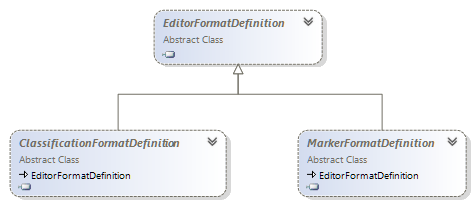 EditorFormatDefinition
Abstract Class
ClassificationFormatDefinition
Abstract Class
EditorFormatDefinition
MarkerFormatDefinition
Abstract Class
EditorFormatDefinition